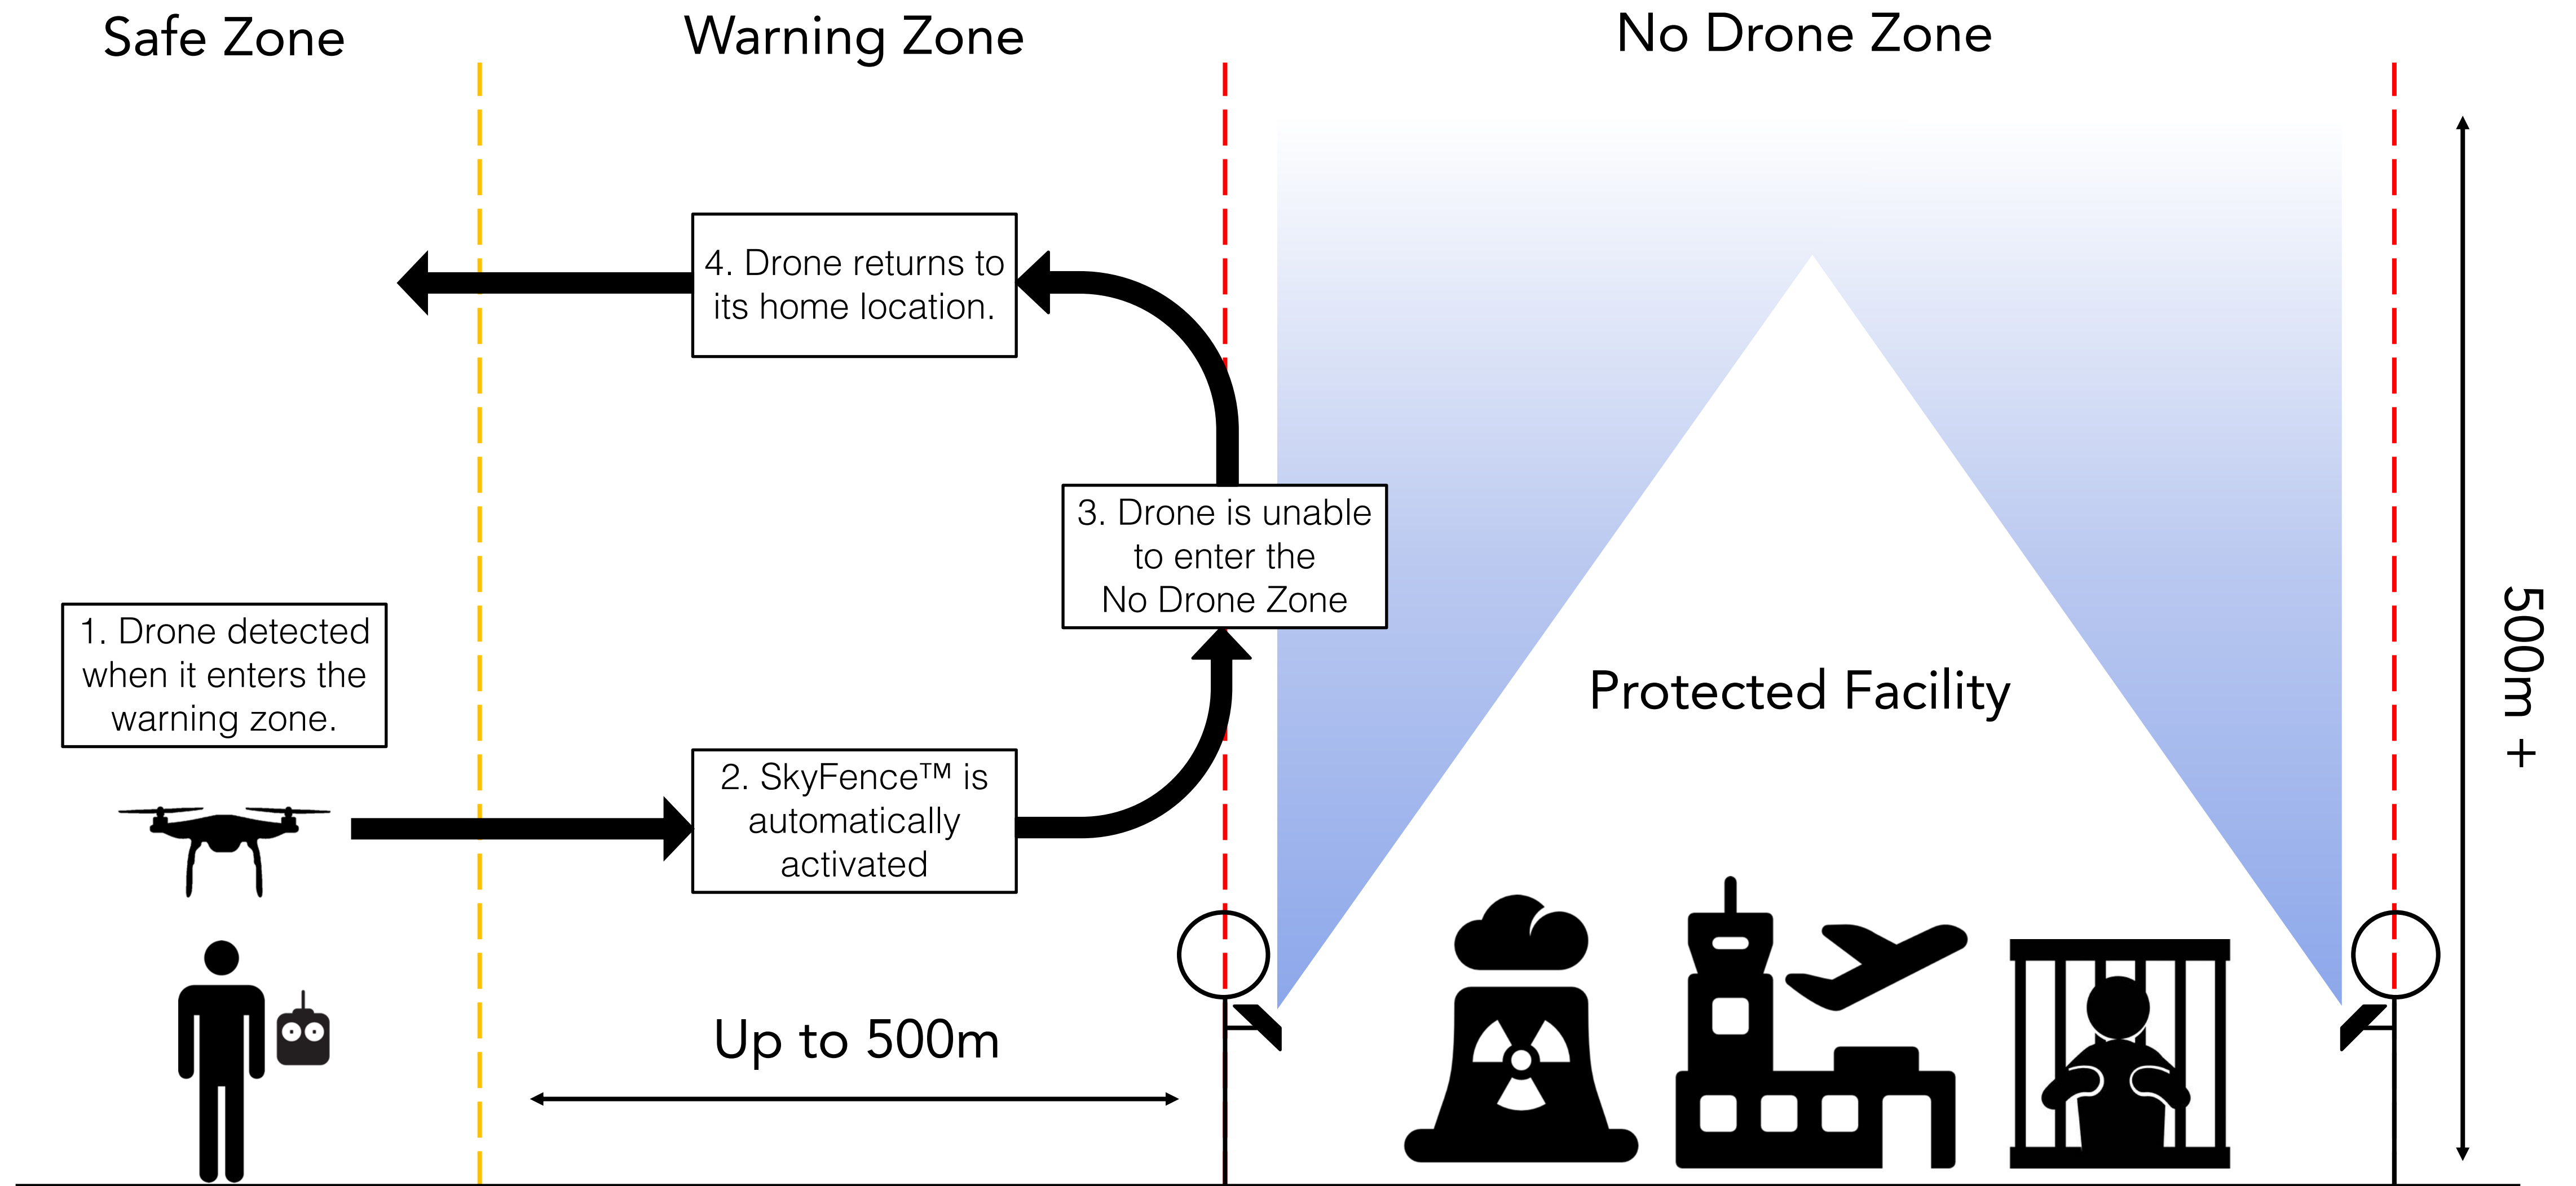 Safe Zone
Warning Zone
No Drone Zone
4. Drone returns to
its home location.
3. Drone is unable
to enter the
No Drone Zone
1. Drone detected
when it enters the
warning zone.
2. SkyFence™ is
automatically
activated
Protected Facility
Up to 500m
500m +